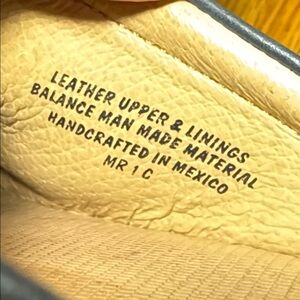 LEATHER UPPER & LININGS
BALANCE MAN MADE MATERIAL
HANDCRAFTED IN MEXICO
MR 1 C